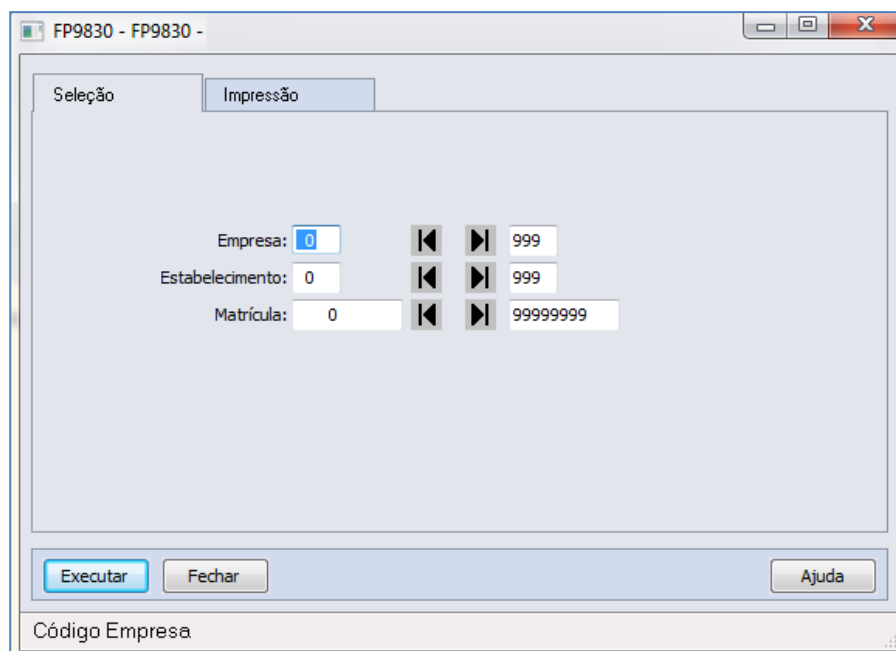 FP9830 - FP9830 -
Seleção Impressão
Empresa: 0 999
Estabelecimento: 0 999
Matrícula: 0 99999999
Executar Fechar Ajuda
Código Empresa